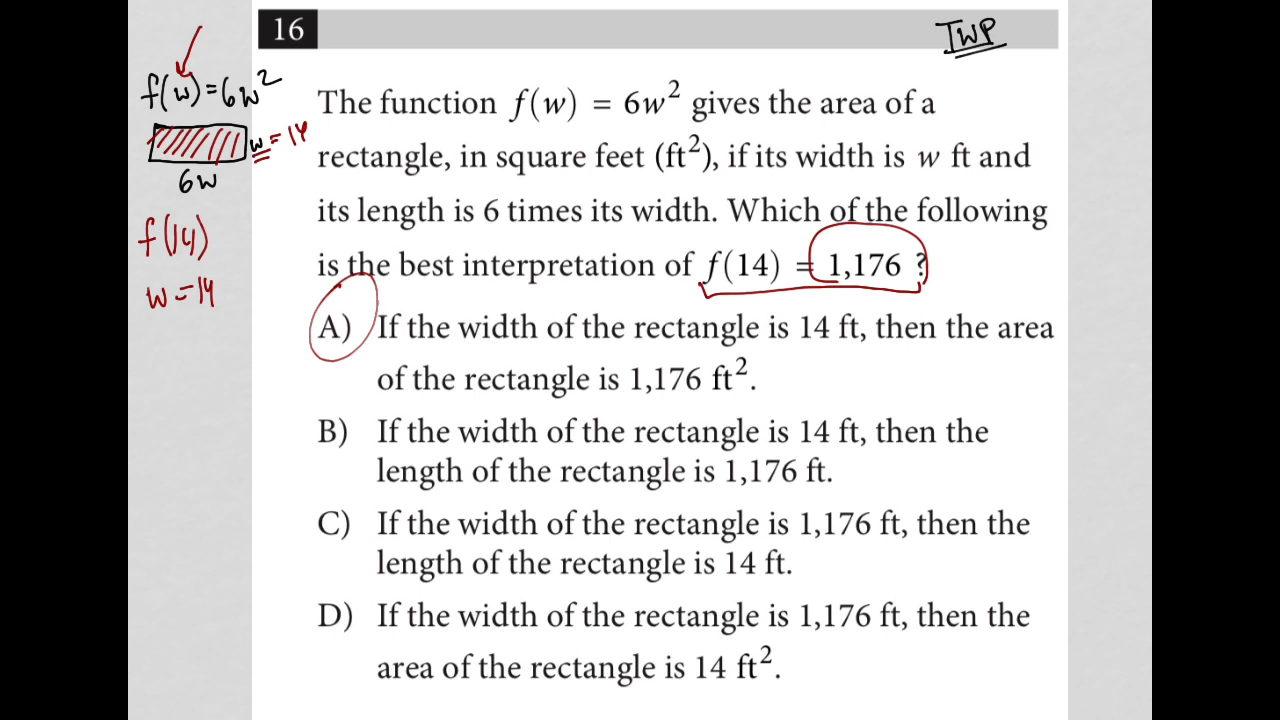 16
IWP
f(w)=6w²
w=14
6w
f(14)
w=14
The function f(w) = 6w² gives the area of a
rectangle, in square feet (ft²), if its width is w ft and
its length is 6 times its width. Which of the following
is the best interpretation of f(14) = 1,176 ?
A) If the width of the rectangle is 14 ft, then the area
of the rectangle is 1,176 ft².
B) If the width of the rectangle is 14 ft, then the
length of the rectangle is 1,176 ft.
C) If the width of the rectangle is 1,176 ft, then the
length of the rectangle is 14 ft.
D) If the width of the rectangle is 1,176 ft, then the
area of the rectangle is 14 ft².